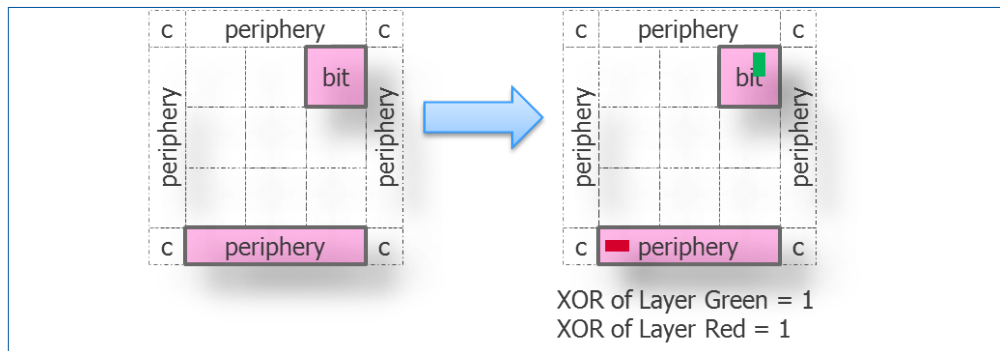 c periphery c
bit
periphery
periphery
c periphery c
c periphery c
bit
periphery
periphery
c periphery c
XOR of Layer Green = 1
XOR of Layer Red = 1